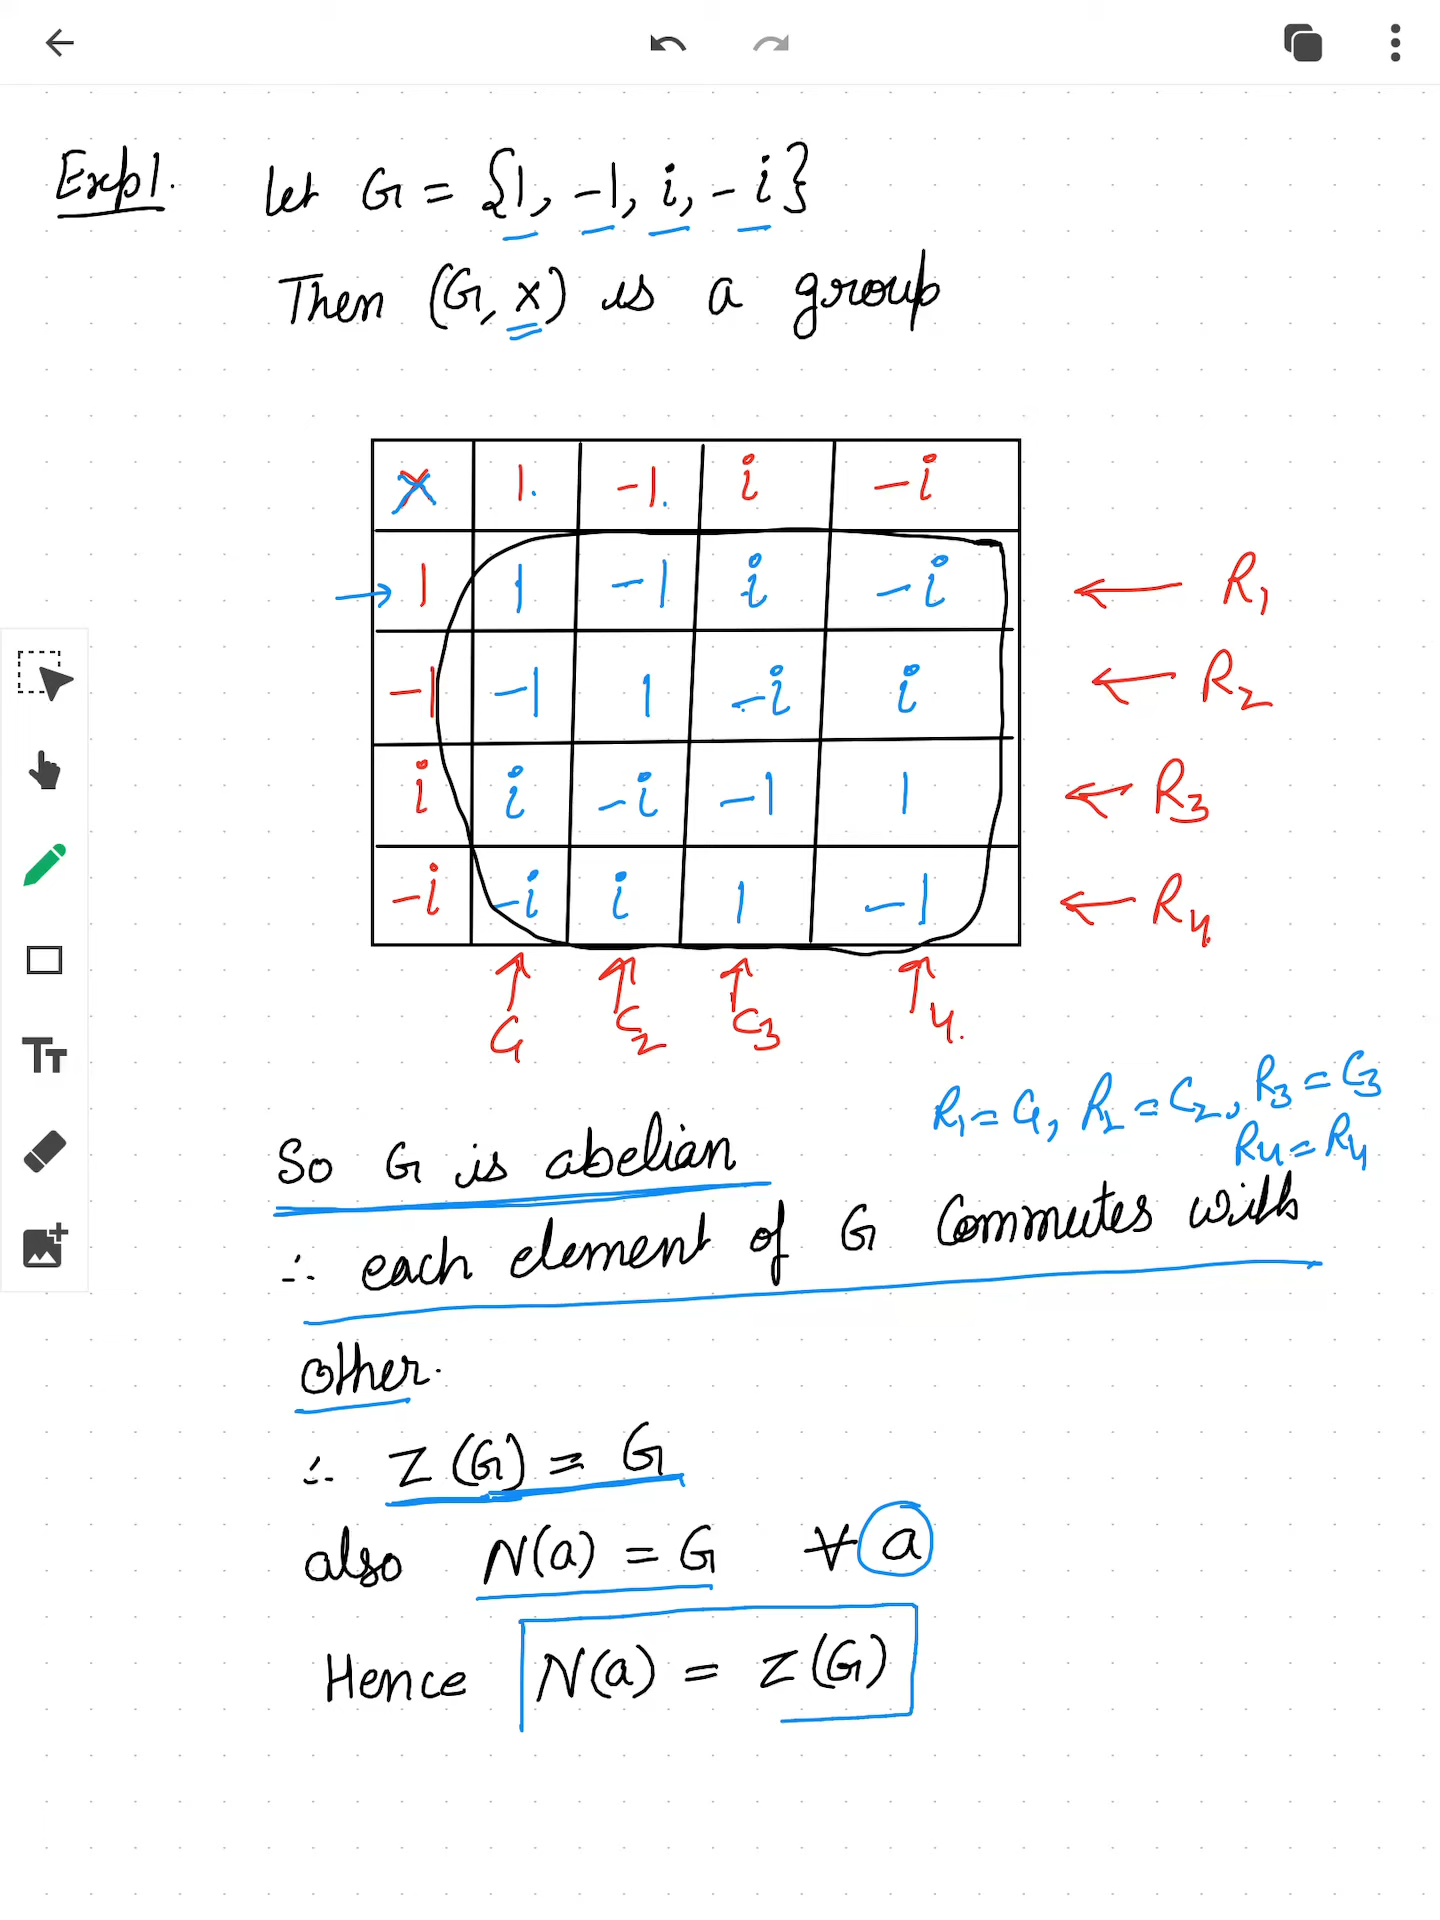 Exp1. let G = {1, -1, i, -i}
Then (G, ×) is a group
× 1. -1. i -i
→ 1 1 -1 i -i ← R1
-1 -1 1 -i i ← R2
i i -i -1 1 ← R3
-i -i i 1 -1 ← R4.
↑ ↑ ↑ ↑
C1 C2 C3 4.
R1 = C1, R2 = C2, R3 = C3
R4 = R4
So G is abelian
∴ each element of G Commutes with
other.
∴ Z(G) = G
also N(a) = G ∀ a
Hence N(a) = Z(G)
TT